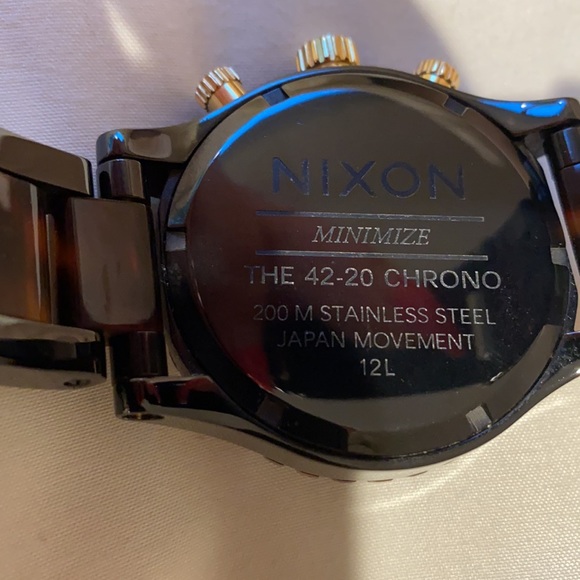 NIXON
MINIMIZE
THE 42-20 CHRONO
200 M STAINLESS STEEL
JAPAN MOVEMENT
12L